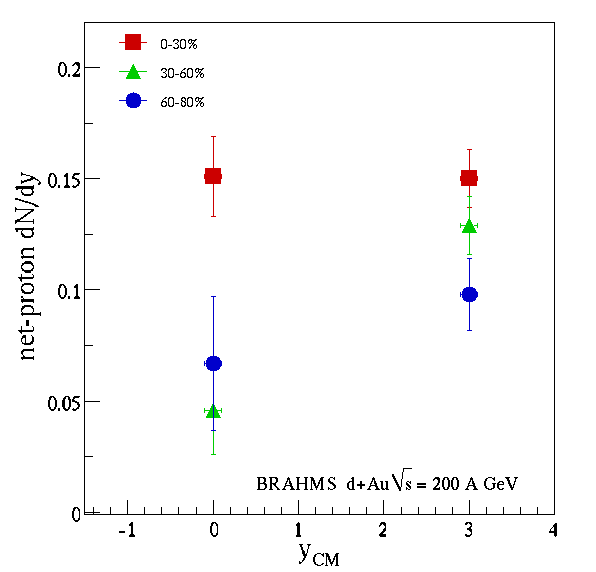 0-30%
30-60%
60-80%
0.2
0.15
0.1
0.05
0
net-proton dN/dy
BRAHMS d+Au√s = 200 A GeV
-1 0 1 2 3 4
yCM